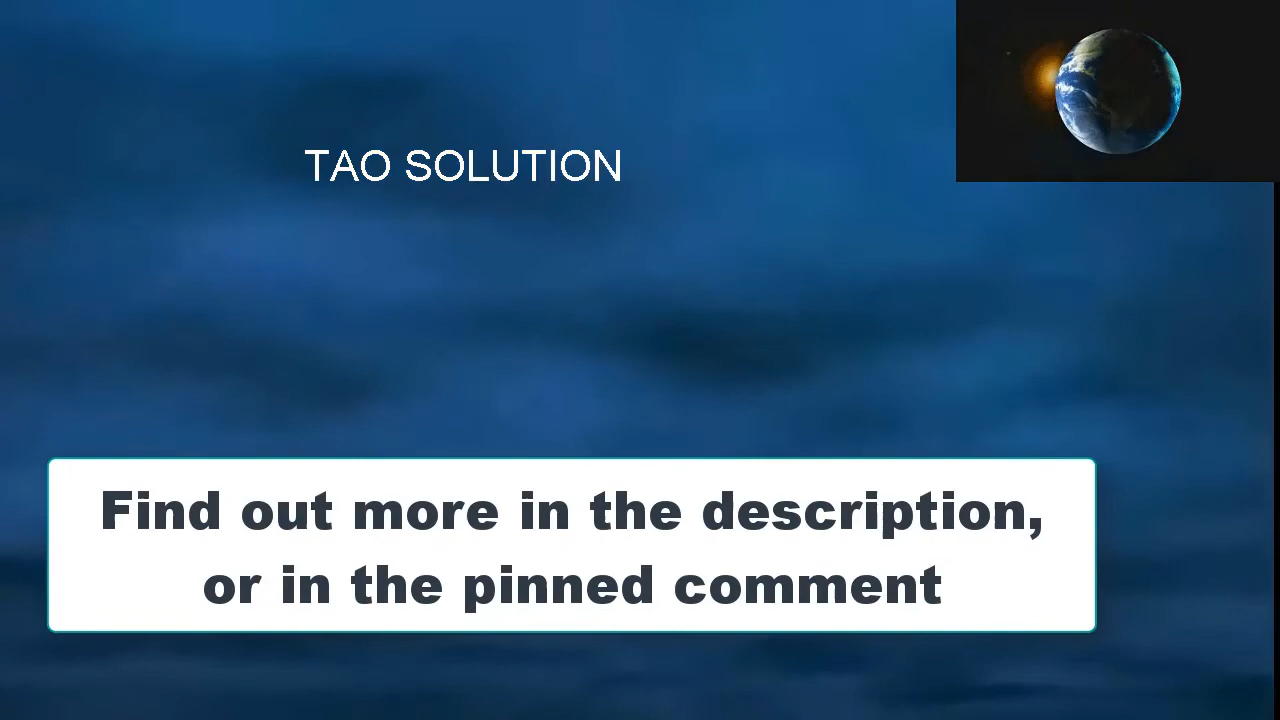 TAO SOLUTION
Find out more in the description,
or in the pinned comment